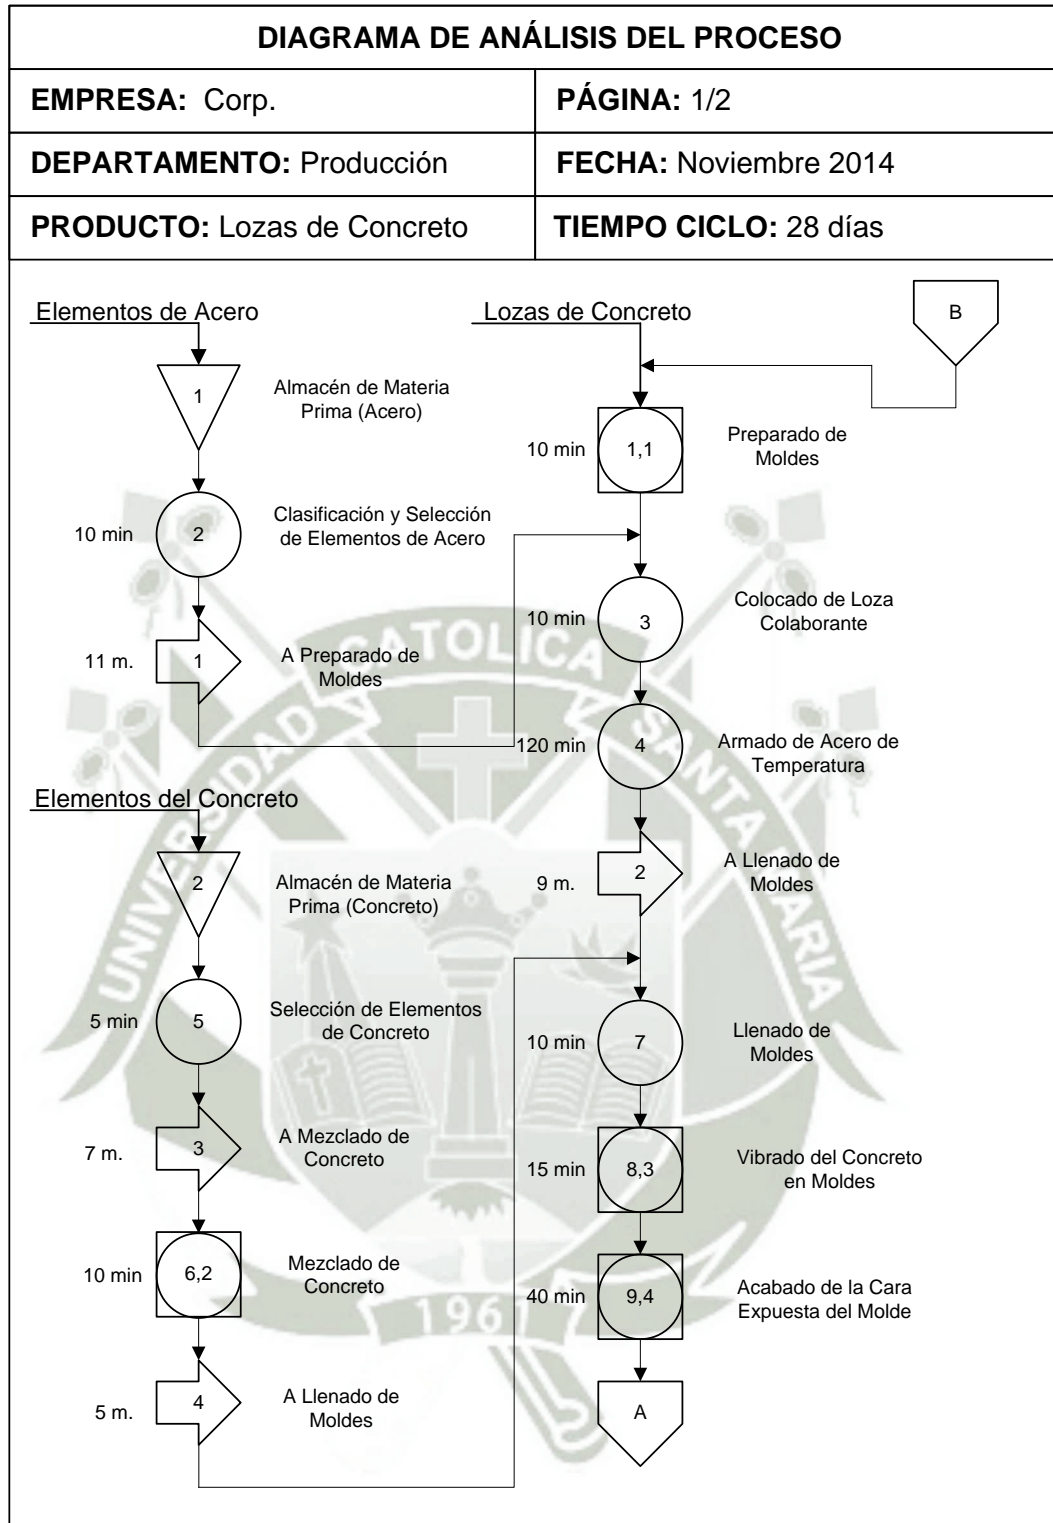 DIAGRAMA DE ANÁLISIS DEL PROCESO
EMPRESA: Corp.
PÁGINA: 1/2
DEPARTAMENTO: Producción
FECHA: Noviembre 2014
PRODUCTO: Lozas de Concreto
TIEMPO CICLO: 28 días
Elementos de Acero
1
Almacén de Materia
Prima (Acero)
10 min
2
Clasificación y Selección
de Elementos de Acero
11 m.
1
A Preparado de
Moldes
Elementos del Concreto
2
Almacén de Materia
Prima (Concreto)
5 min
5
Selección de Elementos
de Concreto
7 m.
3
A Mezclado de
Concreto
10 min
6,2
Mezclado de
Concreto
5 m.
4
A Llenado de
Moldes
Lozas de Concreto
B
10 min
1,1
Preparado de
Moldes
10 min
3
Colocado de Loza
Colaborante
120 min
4
Armado de Acero de
Temperatura
9 m.
2
A Llenado de
Moldes
10 min
7
Llenado de
Moldes
15 min
8,3
Vibrado del Concreto
en Moldes
40 min
9,4
Acabado de la Cara
Expuesta del Molde
A
UNIVERSIDAD CATOLICA SANTA MARIA
1961